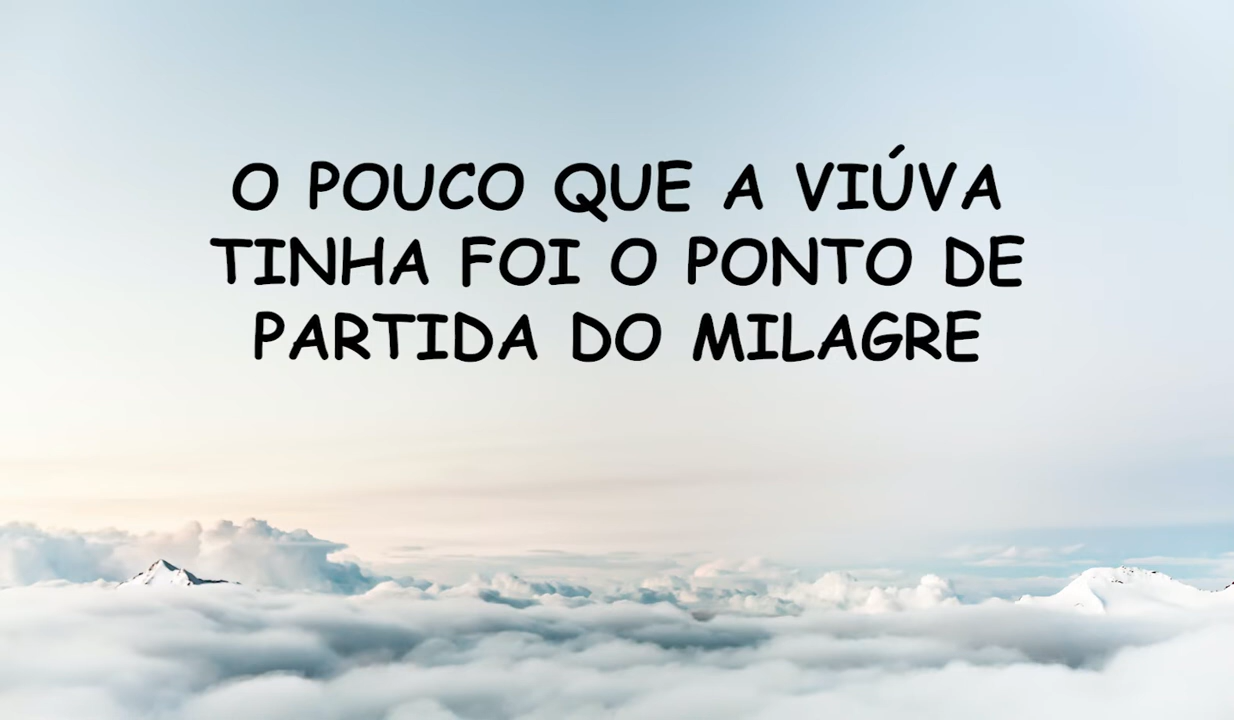 O POUCO QUE A VIÚVA
TINHA FOI O PONTO DE
PARTIDA DO MILAGRE